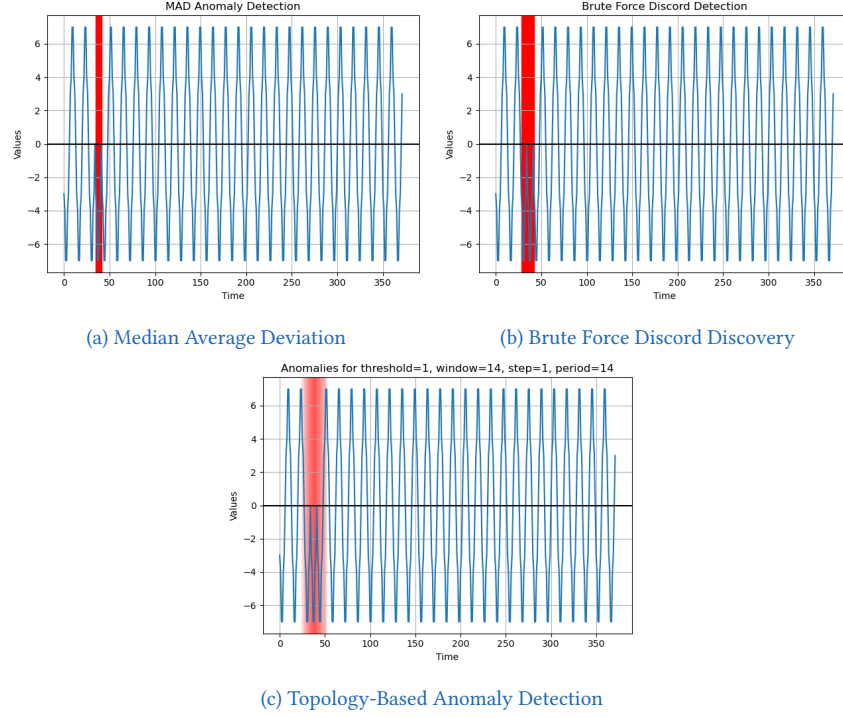 MAD Anomaly Detection
6
4
2
0
−2
−4
−6
Values
0 50 100 150 200 250 300 350
Time
(a) Median Average Deviation
Brute Force Discord Detection
6
4
2
0
−2
−4
−6
Values
0 50 100 150 200 250 300 350
Time
(b) Brute Force Discord Discovery
Anomalies for threshold=1, window=14, step=1, period=14
6
4
2
0
−2
−4
−6
Values
0 50 100 150 200 250 300 350
Time
(c) Topology-Based Anomaly Detection